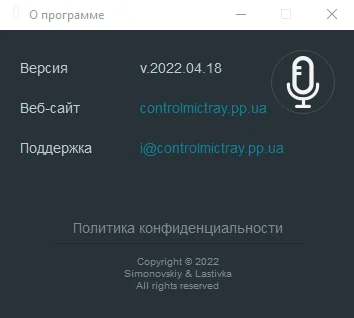 О программе
Версия v.2022.04.18
Веб-сайт controlmictray.pp.ua
Поддержка i@controlmictray.pp.ua
Политика конфиденциальности
Copyright © 2022
Simonovskiy & Lastivka
All rights reserved